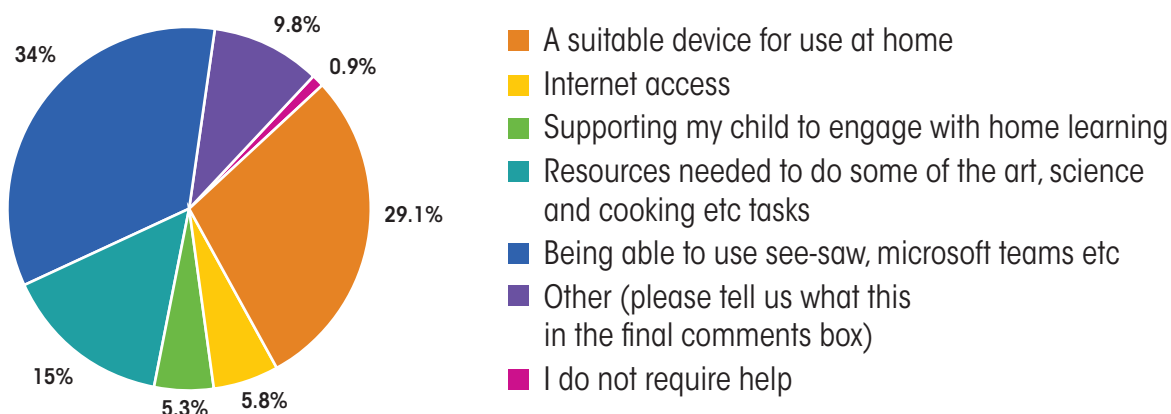 9.8%
34%
0.9%
29.1%
15%
5.3%
5.8%
A suitable device for use at home
Internet access
Supporting my child to engage with home learning
Resources needed to do some of the art, science
and cooking etc tasks
Being able to use see-saw, microsoft teams etc
Other (please tell us what this
in the final comments box)
I do not require help